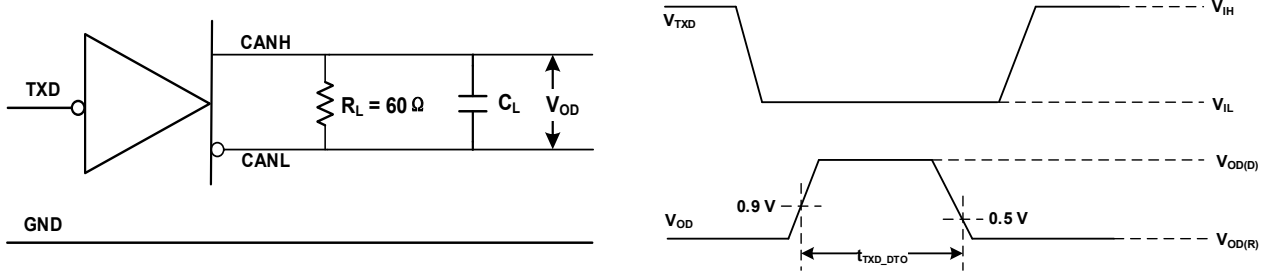 CANH
TXD
R_L = 60 Ω
C_L
V_OD
CANL
GND
V_TXD
V_IH
V_IL
V_OD(D)
0.9 V
V_OD
0.5 V
V_OD(R)
t_TXD_DTO